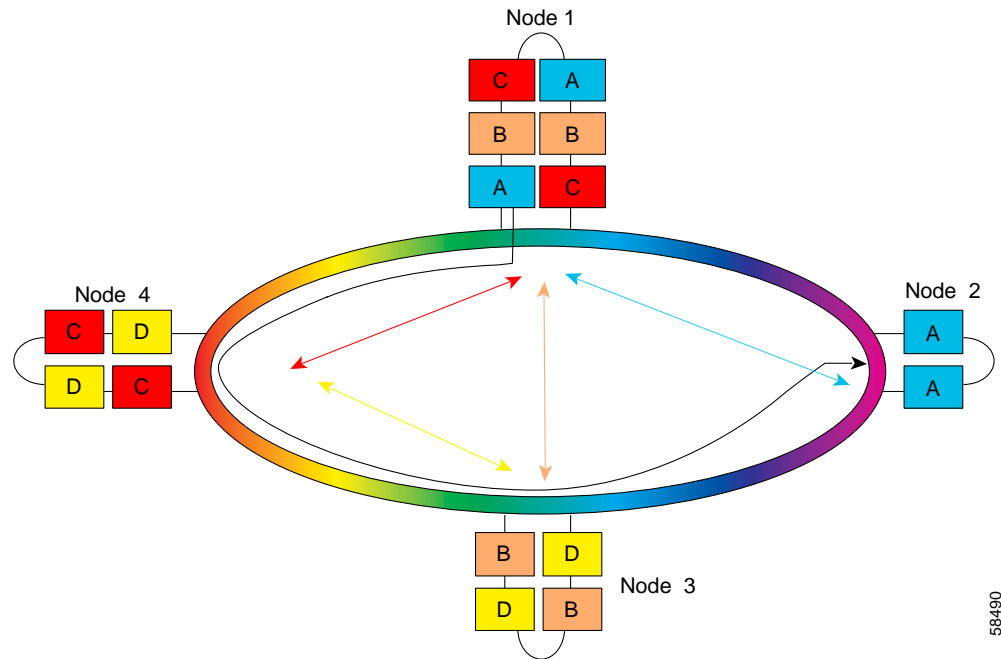 Node 1
C A
B B
A C
Node 4
C D
D C
Node 2
A
A
B D
D B
Node 3
58490